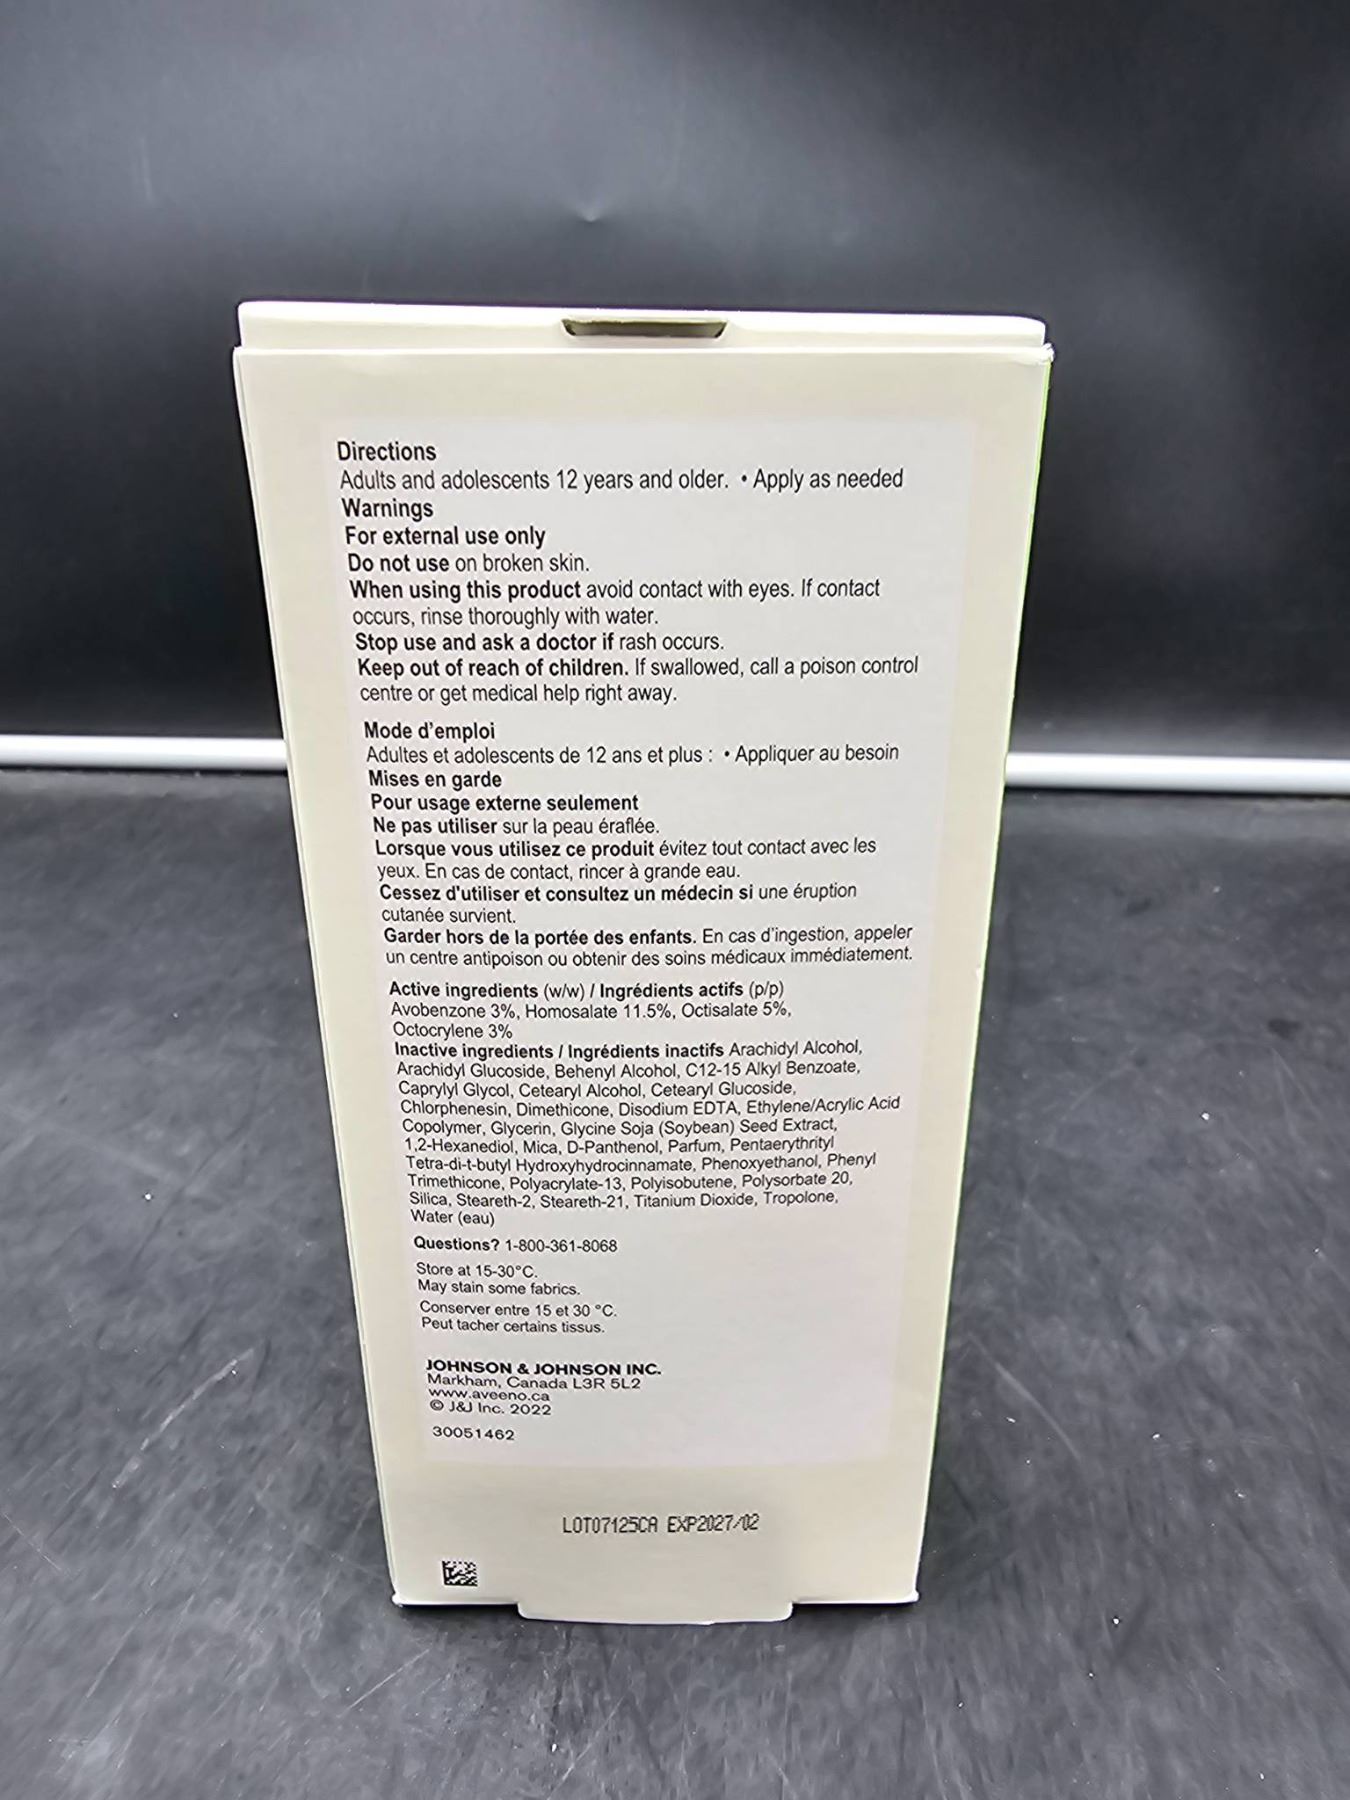 Directions
Adults and adolescents 12 years and older. • Apply as needed
Warnings
For external use only
Do not use on broken skin.
When using this product avoid contact with eyes. If contact
occurs, rinse thoroughly with water.
Stop use and ask a doctor if rash occurs.
Keep out of reach of children. If swallowed, call a poison control
centre or get medical help right away.
Mode d'emploi
Adultes et adolescents de 12 ans et plus : • Appliquer au besoin
Mises en garde
Pour usage externe seulement
Ne pas utiliser sur la peau éraflée.
Lorsque vous utilisez ce produit évitez tout contact avec les
yeux. En cas de contact, rincer à grande eau.
Cessez d'utiliser et consultez un médecin si une éruption
cutanée survient.
Garder hors de la portée des enfants. En cas d'ingestion, appeler
un centre antipoison ou obtenir des soins médicaux immédiatement.
Active ingredients (w/w) / Ingrédients actifs (p/p)
Avobenzone 3%, Homosalate 11.5%, Octisalate 5%,
Octocrylene 3%
Inactive ingredients / Ingrédients inactifs Arachidyl Alcohol,
Arachidyl Glucoside, Behenyl Alcohol, C12-15 Alkyl Benzoate,
Caprylyl Glycol, Cetearyl Alcohol, Cetearyl Glucoside,
Chlorphenesin, Dimethicone, Disodium EDTA, Ethylene/Acrylic Acid
Copolymer, Glycerin, Glycine Soja (Soybean) Seed Extract,
1,2-Hexanediol, Mica, D-Panthenol, Parfum, Pentaerythrityl
Tetra-di-t-butyl Hydroxyhydrocinnamate, Phenoxyethanol, Phenyl
Trimethicone, Polyacrylate-13, Polyisobutene, Polysorbate 20,
Silica, Steareth-2, Steareth-21, Titanium Dioxide, Tropolone,
Water (eau)
Questions? 1-800-361-8068
Store at 15-30°C.
May stain some fabrics.
Conserver entre 15 et 30 °C.
Peut tacher certains tissus.
JOHNSON & JOHNSON INC.
Markham, Canada L3R 5L2
www.aveeno.ca
© J&J Inc. 2022
30051462
LOT07125CA EXP2027/02